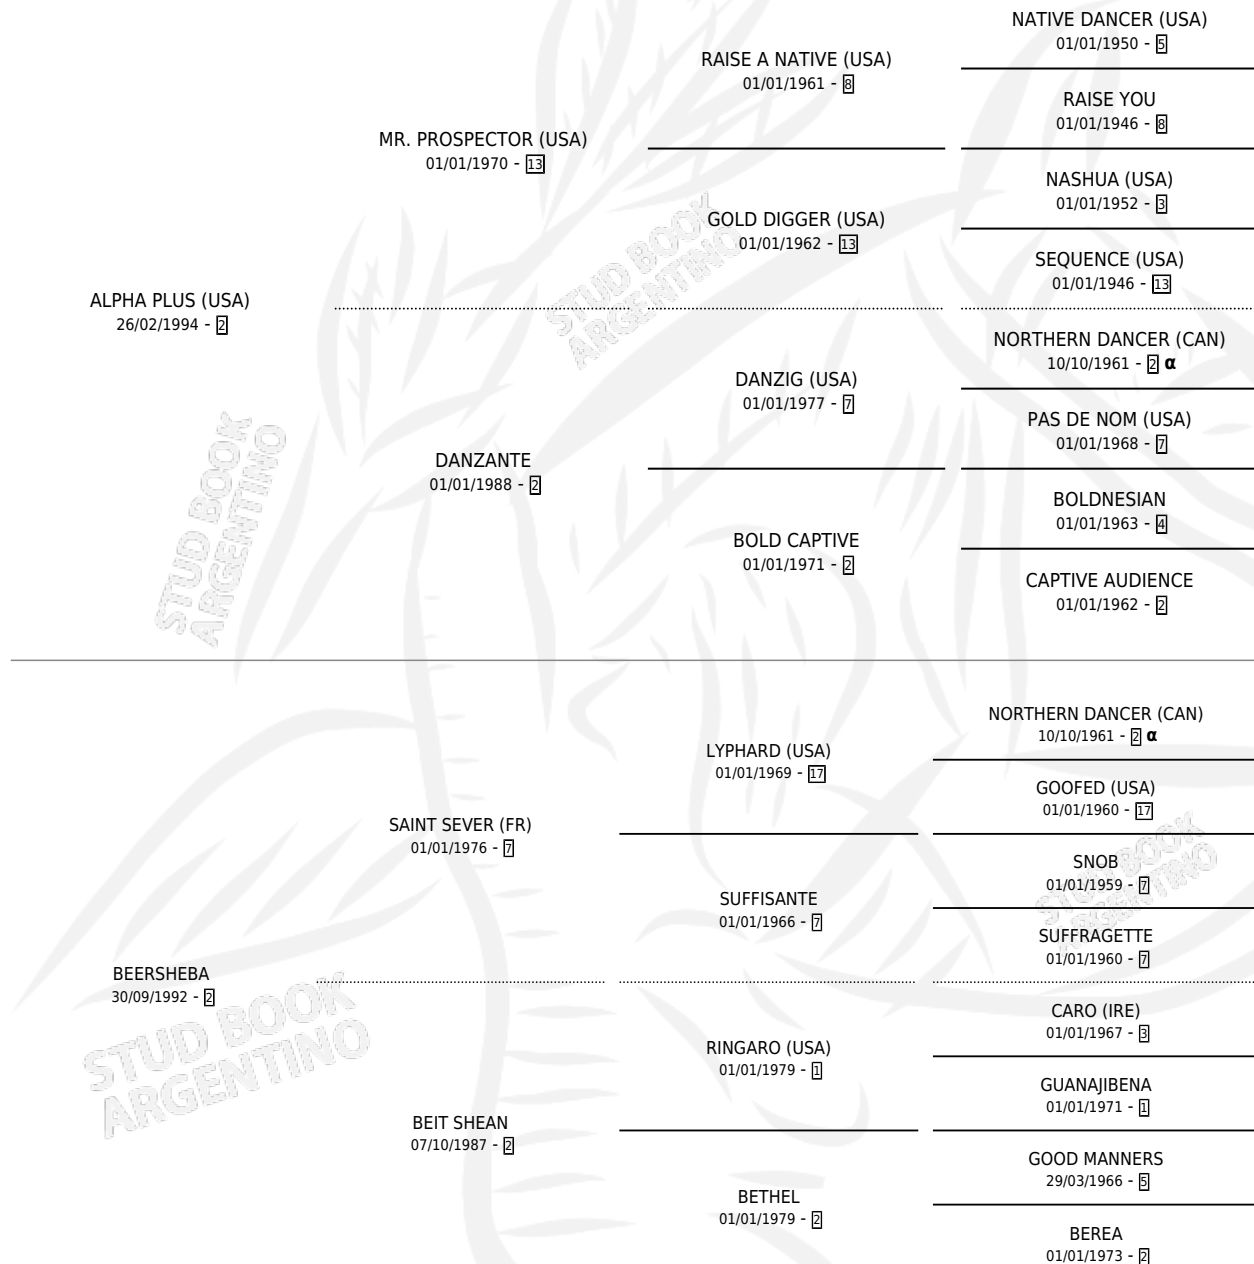 NATIVE DANCER (USA)
01/01/1950 - 5
RAISE A NATIVE (USA)
01/01/1961 - 8
RAISE YOU
01/01/1946 - 8
MR. PROSPECTOR (USA)
01/01/1970 - 13
NASHUA (USA)
01/01/1952 - 3
GOLD DIGGER (USA)
01/01/1962 - 13
SEQUENCE (USA)
01/01/1946 - 13
STUD BOOK
ARGENTINO
ALPHA PLUS (USA)
26/02/1994 - 2
NORTHERN DANCER (CAN)
10/10/1961 - 2 α
DANZIG (USA)
01/01/1977 - 7
PAS DE NOM (USA)
01/01/1968 - 7
DANZANTE
01/01/1988 - 2
BOLDNESIAN
01/01/1963 - 4
BOLD CAPTIVE
01/01/1971 - 2
CAPTIVE AUDIENCE
01/01/1962 - 2
STUD BOOK
ARGENTINO
NORTHERN DANCER (CAN)
10/10/1961 - 2 α
LYPHARD (USA)
01/01/1969 - 17
GOOFED (USA)
01/01/1960 - 17
SAINT SEVER (FR)
01/01/1976 - 7
SNOB
01/01/1959 - 7
STUD BOOK
ARGENTINO
SUFFISANTE
01/01/1966 - 7
SUFFRAGETTE
01/01/1960 - 7
BEERSHEBA
30/09/1992 - 2
STUD BOOK
ARGENTINO
CARO (IRE)
01/01/1967 - 3
RINGARO (USA)
01/01/1979 - 1
GUANAJIBENA
01/01/1971 - 1
BEIT SHEAN
07/10/1987 - 2
GOOD MANNERS
29/03/1966 - 5
BETHEL
01/01/1979 - 2
BEREA
01/01/1973 - 2